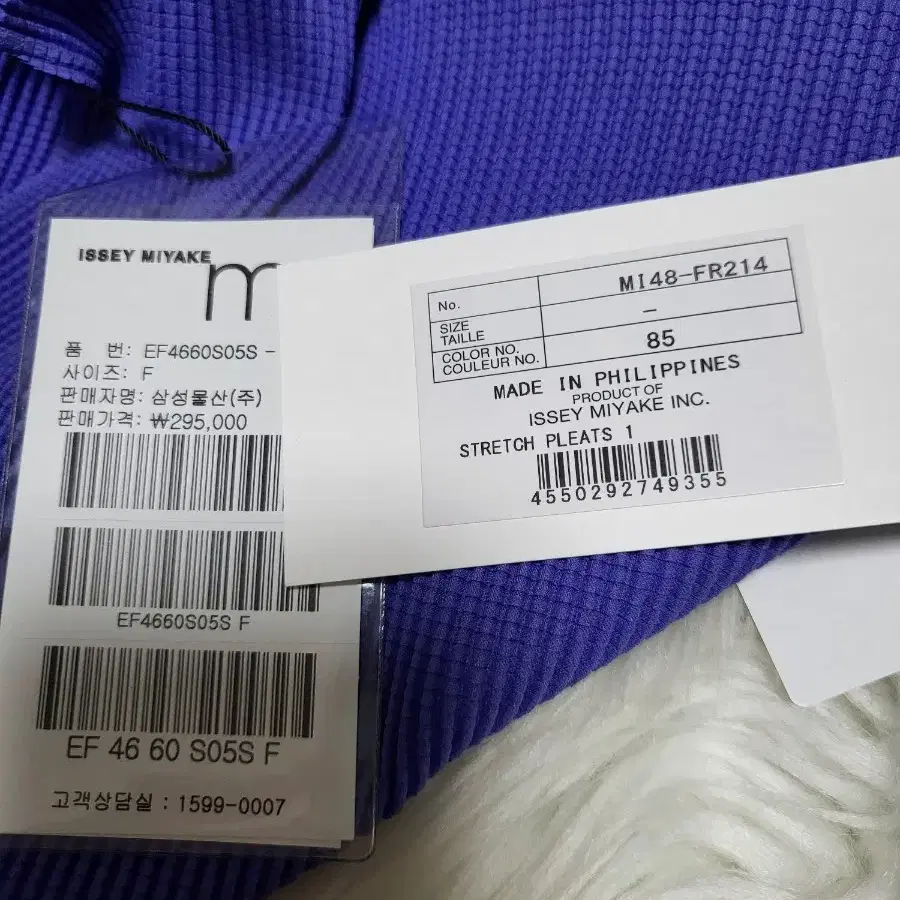 ISSEY MIYAKE
m
품 번: EF4660S05S -
사이즈: F
판매자명: 삼성물산(주)
판매가격: ₩295,000
EF4660S05S F
EF 46 60 S05S F
고객상담실 : 1599-0007
No. MI48-FR214
SIZE
TAILLE –
COLOR NO.
COULEUR NO. 85
MADE IN PHILIPPINES
PRODUCT OF
ISSEY MIYAKE INC.
STRETCH PLEATS 1
4550292749355